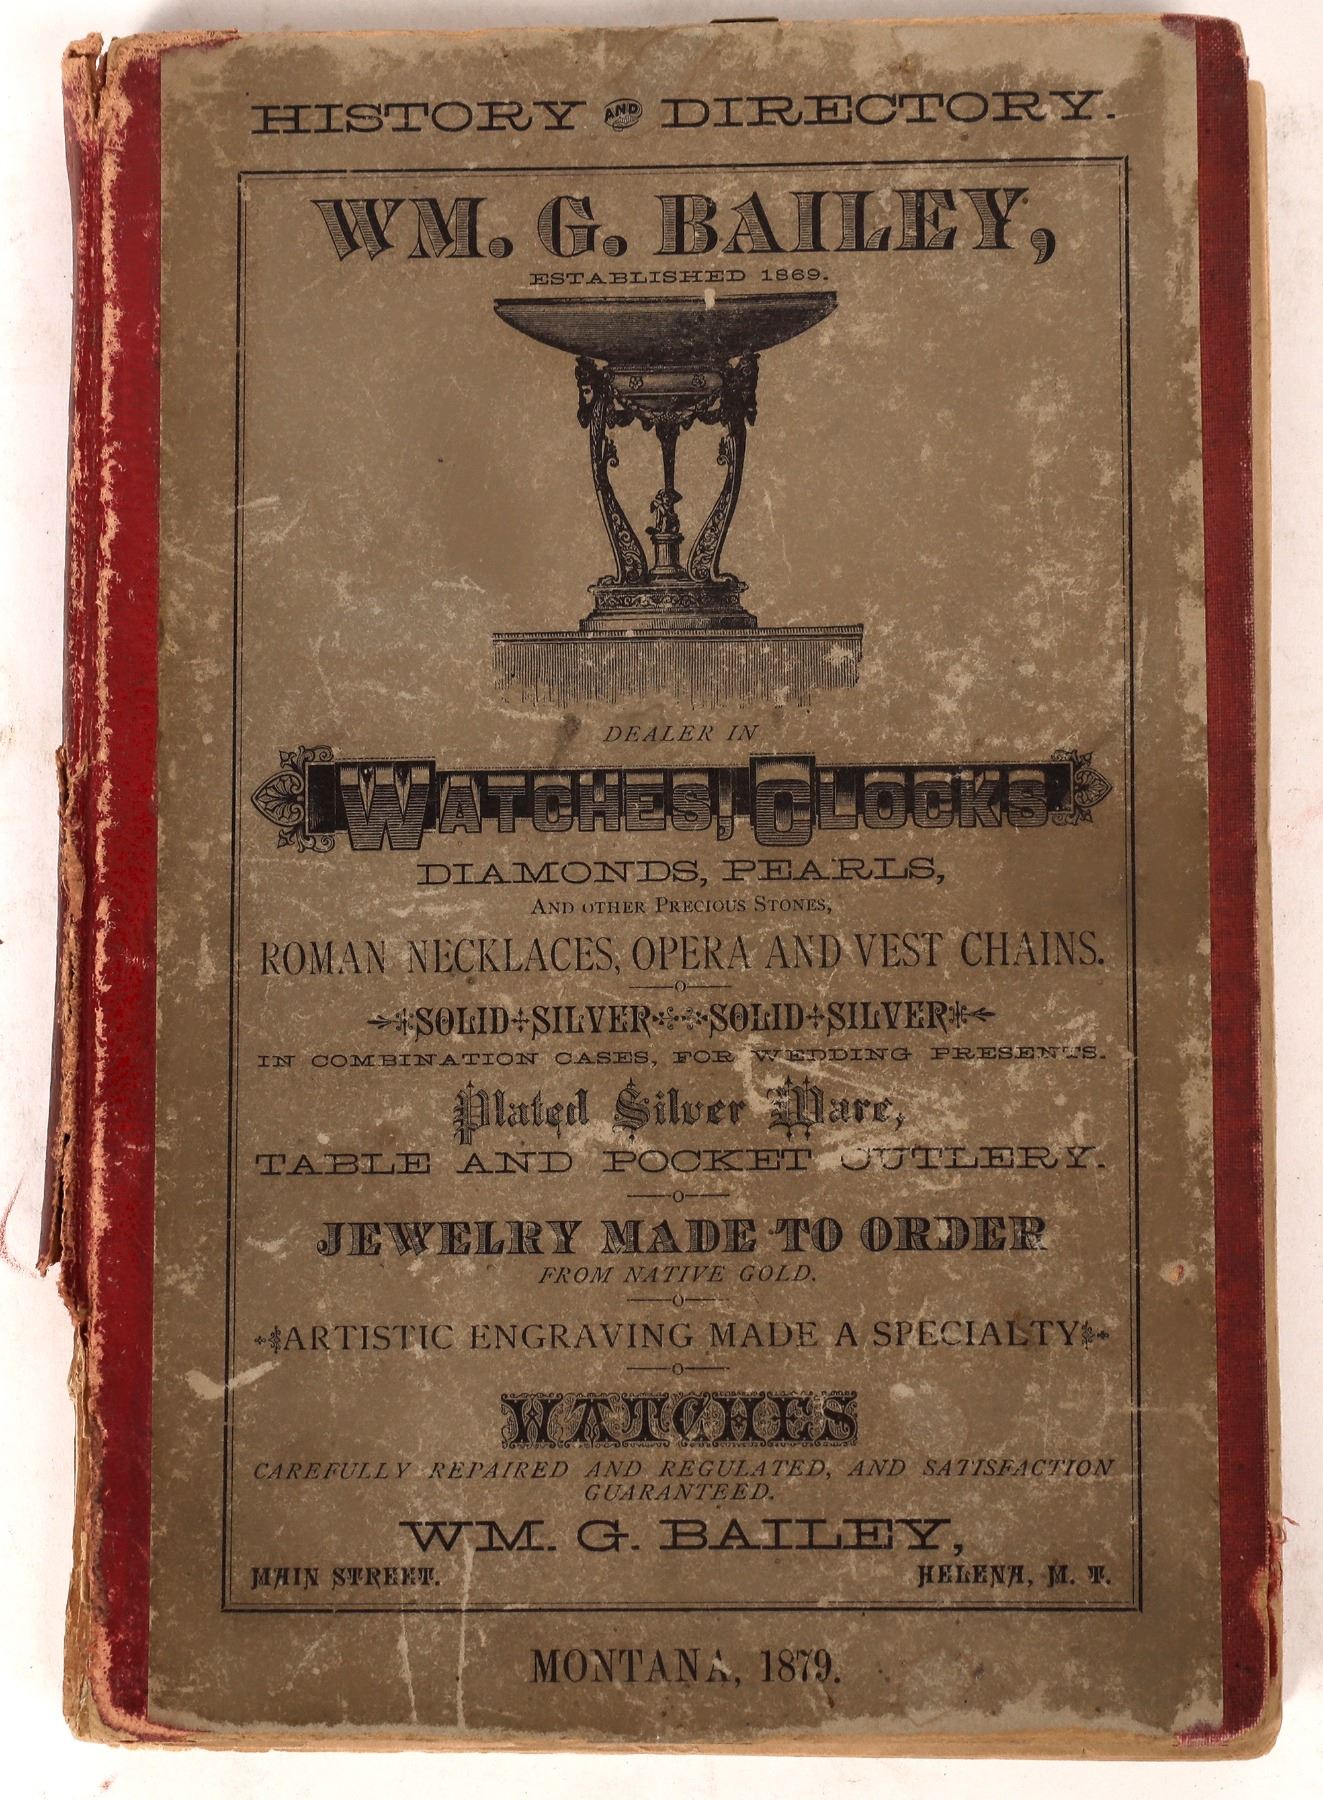 HISTORY AND DIRECTORY.
WM. G. BAILEY,
ESTABLISHED 1869.
DEALER IN
WATCHES, CLOCKS
DIAMONDS, PEARLS,
AND OTHER PRECIOUS STONES,
ROMAN NECKLACES, OPERA AND VEST CHAINS.
SOLID SILVER SOLID SILVER
IN COMBINATION CASES, FOR WEDDING PRESENTS.
Plated Silver Ware,
TABLE AND POCKET CUTLERY.
JEWELRY MADE TO ORDER
FROM NATIVE GOLD.
ARTISTIC ENGRAVING MADE A SPECIALTY
WATCHES
CAREFULLY REPAIRED AND REGULATED, AND SATISFACTION
GUARANTEED.
WM. G. BAILEY,
MAIN STREET. HELENA, M. T.
MONTANA, 1879.